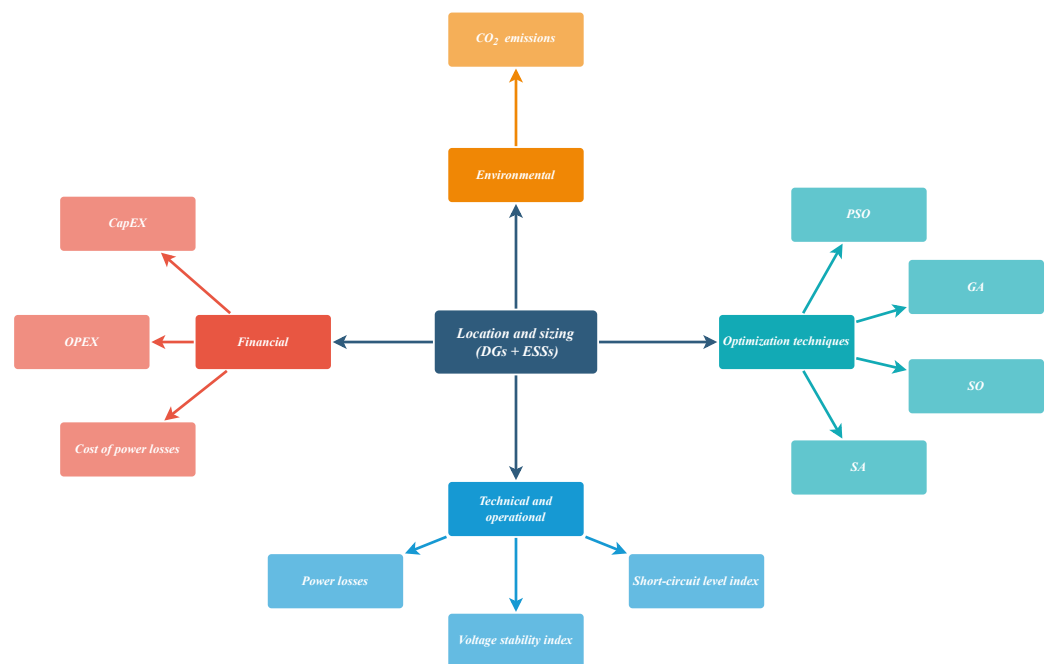 CO₂ emissions
Environmental
CapEX
PSO
GA
OPEX
Financial
Location and sizing
(DGs + ESSs)
Optimization techniques
SO
Cost of power losses
SA
Technical and
operational
Power losses
Short-circuit level index
Voltage stability index